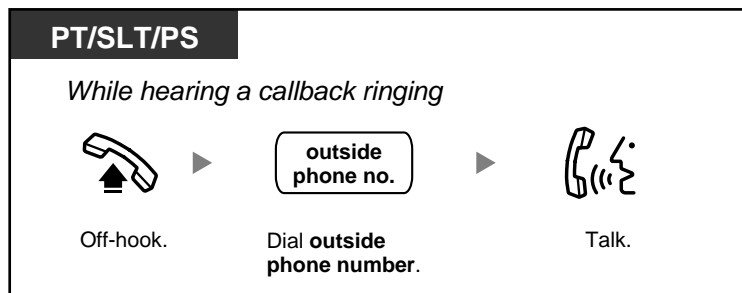 PT/SLT/PS
While hearing a callback ringing
outside
phone no.
Off-hook.
Dial outside
phone number.
Talk.